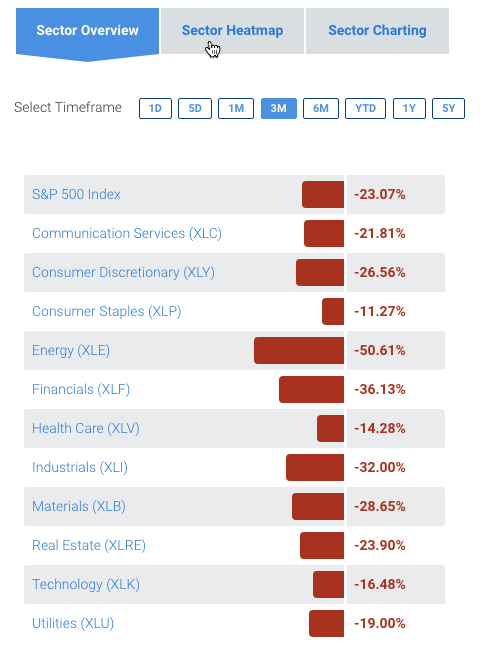 Sector Overview Sector Heatmap Sector Charting
Select Timeframe 1D 5D 1M 3M 6M YTD 1Y 5Y
S&P 500 Index -23.07%
Communication Services (XLC) -21.81%
Consumer Discretionary (XLY) -26.56%
Consumer Staples (XLP) -11.27%
Energy (XLE) -50.61%
Financials (XLF) -36.13%
Health Care (XLV) -14.28%
Industrials (XLI) -32.00%
Materials (XLB) -28.65%
Real Estate (XLRE) -23.90%
Technology (XLK) -16.48%
Utilities (XLU) -19.00%